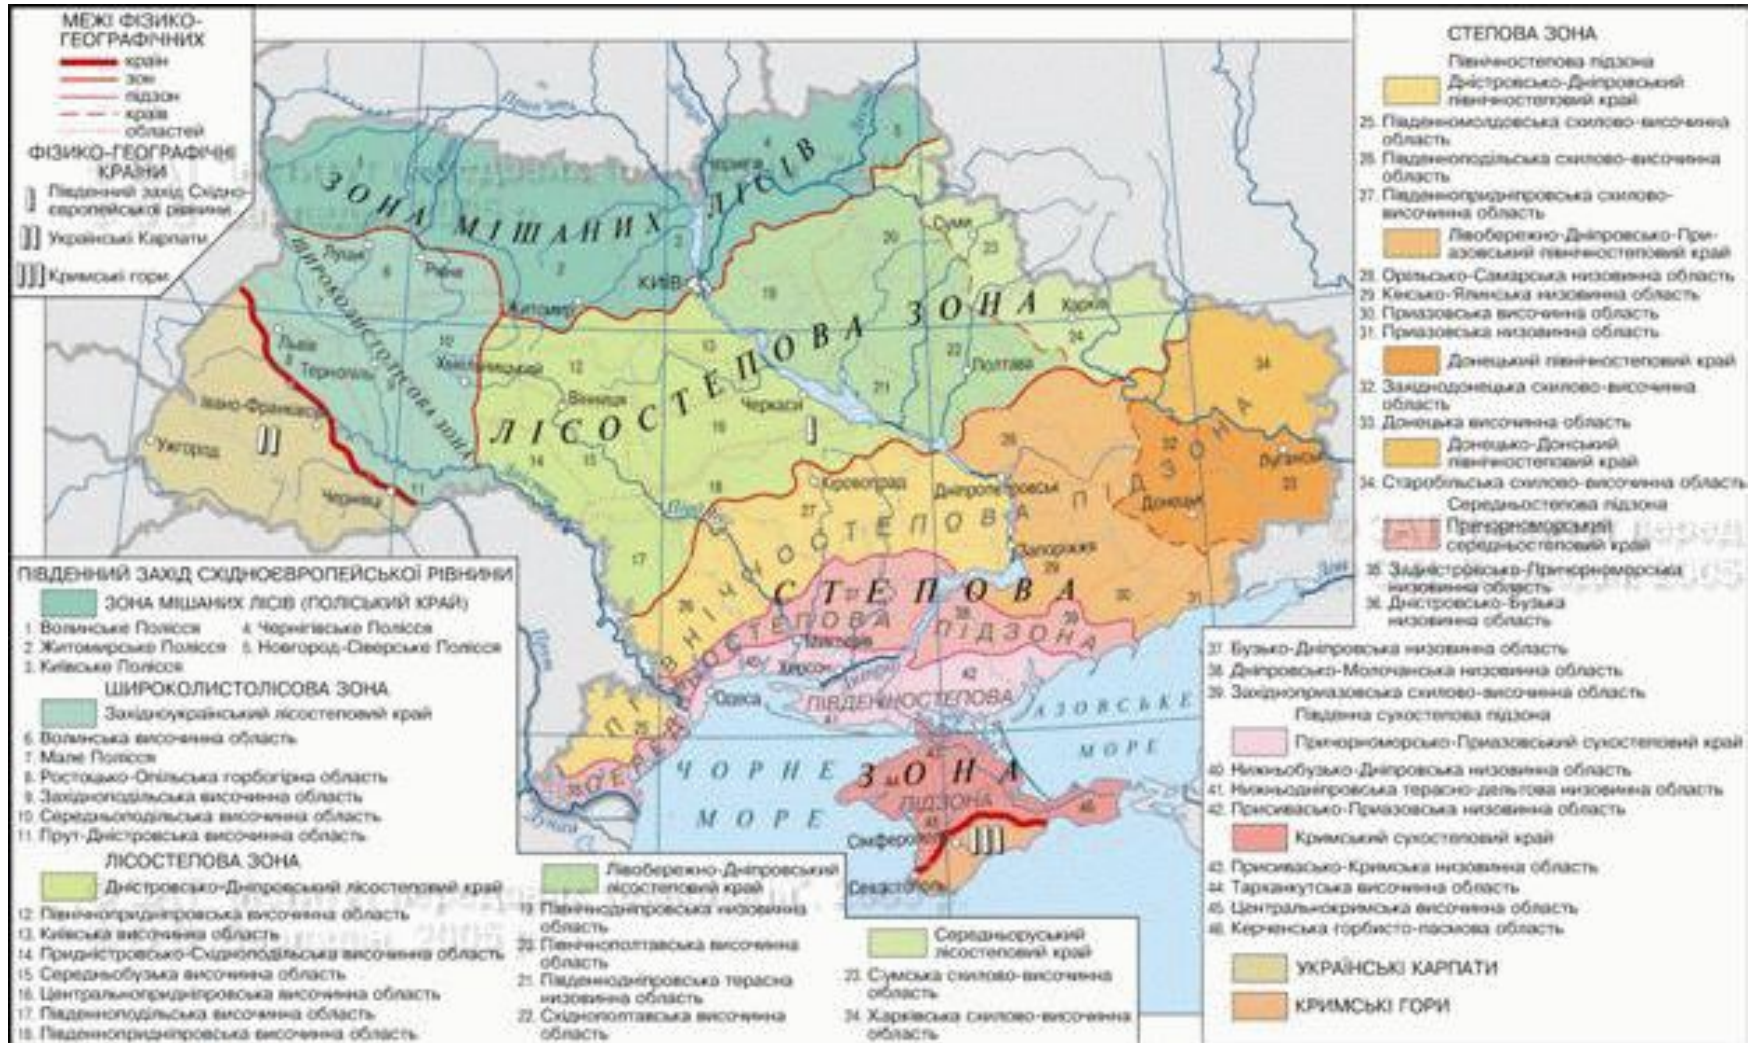 МЕЖІ ФІЗИКО-
ГЕОГРАФІЧНИХ
країн
зон
підзон
країв
областей
ФІЗИКО-ГЕОГРАФІЧНІ
КРАЇНИ
I Південний захід Східно-
європейської рівнини
II Українські Карпати
III Кримські гори
ЗОНА МІШАНИХ ЛІСІВ
ШИРОКОЛИСТОЛІСОВА ЗОНА
ЛІСОСТЕПОВА ЗОНА
СТЕПОВА ЗОНА
ПІВНІЧНОСТЕПОВА ПІДЗОНА
СЕРЕДНЬОСТЕПОВА ПІДЗОНА
ПІВДЕННОСТЕПОВА
ПІДЗОНА
ЧОРНЕ
МОРЕ
АЗОВСЬКЕ
МОРЕ
Прип'ять
Чернігів
Суми
Луцьк
Рівне
Житомир
КИЇВ
Харків
Львів
Тернопіль
Хмельницький
Полтава
Вінниця
Черкаси
Івано-Франківськ
Ужгород
Чернівці
Кіровоград
Дніпропетровськ
Луганськ
Донецьк
Запоріжжя
Миколаїв
Херсон
Одеса
Дністер
Дунай
Сімферополь
Севастополь
I
II
III
ПІВДЕННИЙ ЗАХІД СХІДНОЄВРОПЕЙСЬКОЇ РІВНИНИ
ЗОНА МІШАНИХ ЛІСІВ (ПОЛІСЬКИЙ КРАЙ)
1. Волинське Полісся
2. Житомирське Полісся
3. Київське Полісся
4. Чернігівське Полісся
5. Новгород-Сіверське Полісся
ШИРОКОЛИСТОЛІСОВА ЗОНА
Західноукраїнський лісостеповий край
6. Волинська височинна область
7. Мале Полісся
8. Ростоцько-Опільська горбогірна область
9. Західноподільська височинна область
10. Середньоподільська височинна область
11. Прут-Дністровська височинна область
ЛІСОСТЕПОВА ЗОНА
Дністровсько-Дніпровський лісостеповий край
12. Північнопридніпровська височинна область
13. Київська височинна область
14. Придністровсько-Східноподільська височинна область
15. Середньобузька височинна область
16. Центральнопридніпровська височинна область
17. Південноподільська височинна область
18. Південнопридніпровська височинна область
Лівобережно-Дніпровський
лісостеповий край
19. Північнодніпровська низовинна
область
20. Північнополтавська височинна
область
21. Південнодніпровська терасна
низовинна область
22. Східнополтавська височинна
область
Середньоруський
лісостеповий край
23. Сумська схилово-височинна
область
24. Харківська схилово-височинна
область
СТЕПОВА ЗОНА
Північностепова підзона
Дністровсько-Дніпровський
північностеповий край
25. Південномолдовська схилово-височинна
область
26. Південноподільська схилово-височинна
область
27. Південнопридніпровська схилово-
височинна область
Лівобережно-Дніпровсько-При-
азовський північностеповий край
28. Орільсько-Самарська низовинна область
29. Кінсько-Ялинська низовинна область
30. Приазовська височинна область
31. Приазовська низовинна область
Донецький північностеповий край
32. Західнодонецька схилово-височинна
область
33. Донецька височинна область
Донецько-Донський
північностеповий край
34. Старобільська схилово-височинна область
Середньостепова підзона
Причорноморський
середньостеповий край
35. Задністровсько-Причорноморська
низовинна область
36. Дністровсько-Бузька
низовинна область
37. Бузько-Дніпровська низовинна область
38. Дніпровсько-Молочанська низовинна область
39. Західноприазовська схилово-височинна область
Південна сухостепова підзона
Причорноморсько-Приазовський сухостеповий край
40. Нижньобузько-Дніпровська низовинна область
41. Нижньодніпровська терасно-дельтова низовинна область
42. Присивасько-Приазовська низовинна область
Кримський сухостеповий край
43. Присивасько-Кримська низовинна область
44. Тарханкутська височинна область
45. Центральнокримська височинна область
46. Керченська горбисто-пасмова область
УКРАЇНСЬКІ КАРПАТИ
КРИМСЬКІ ГОРИ